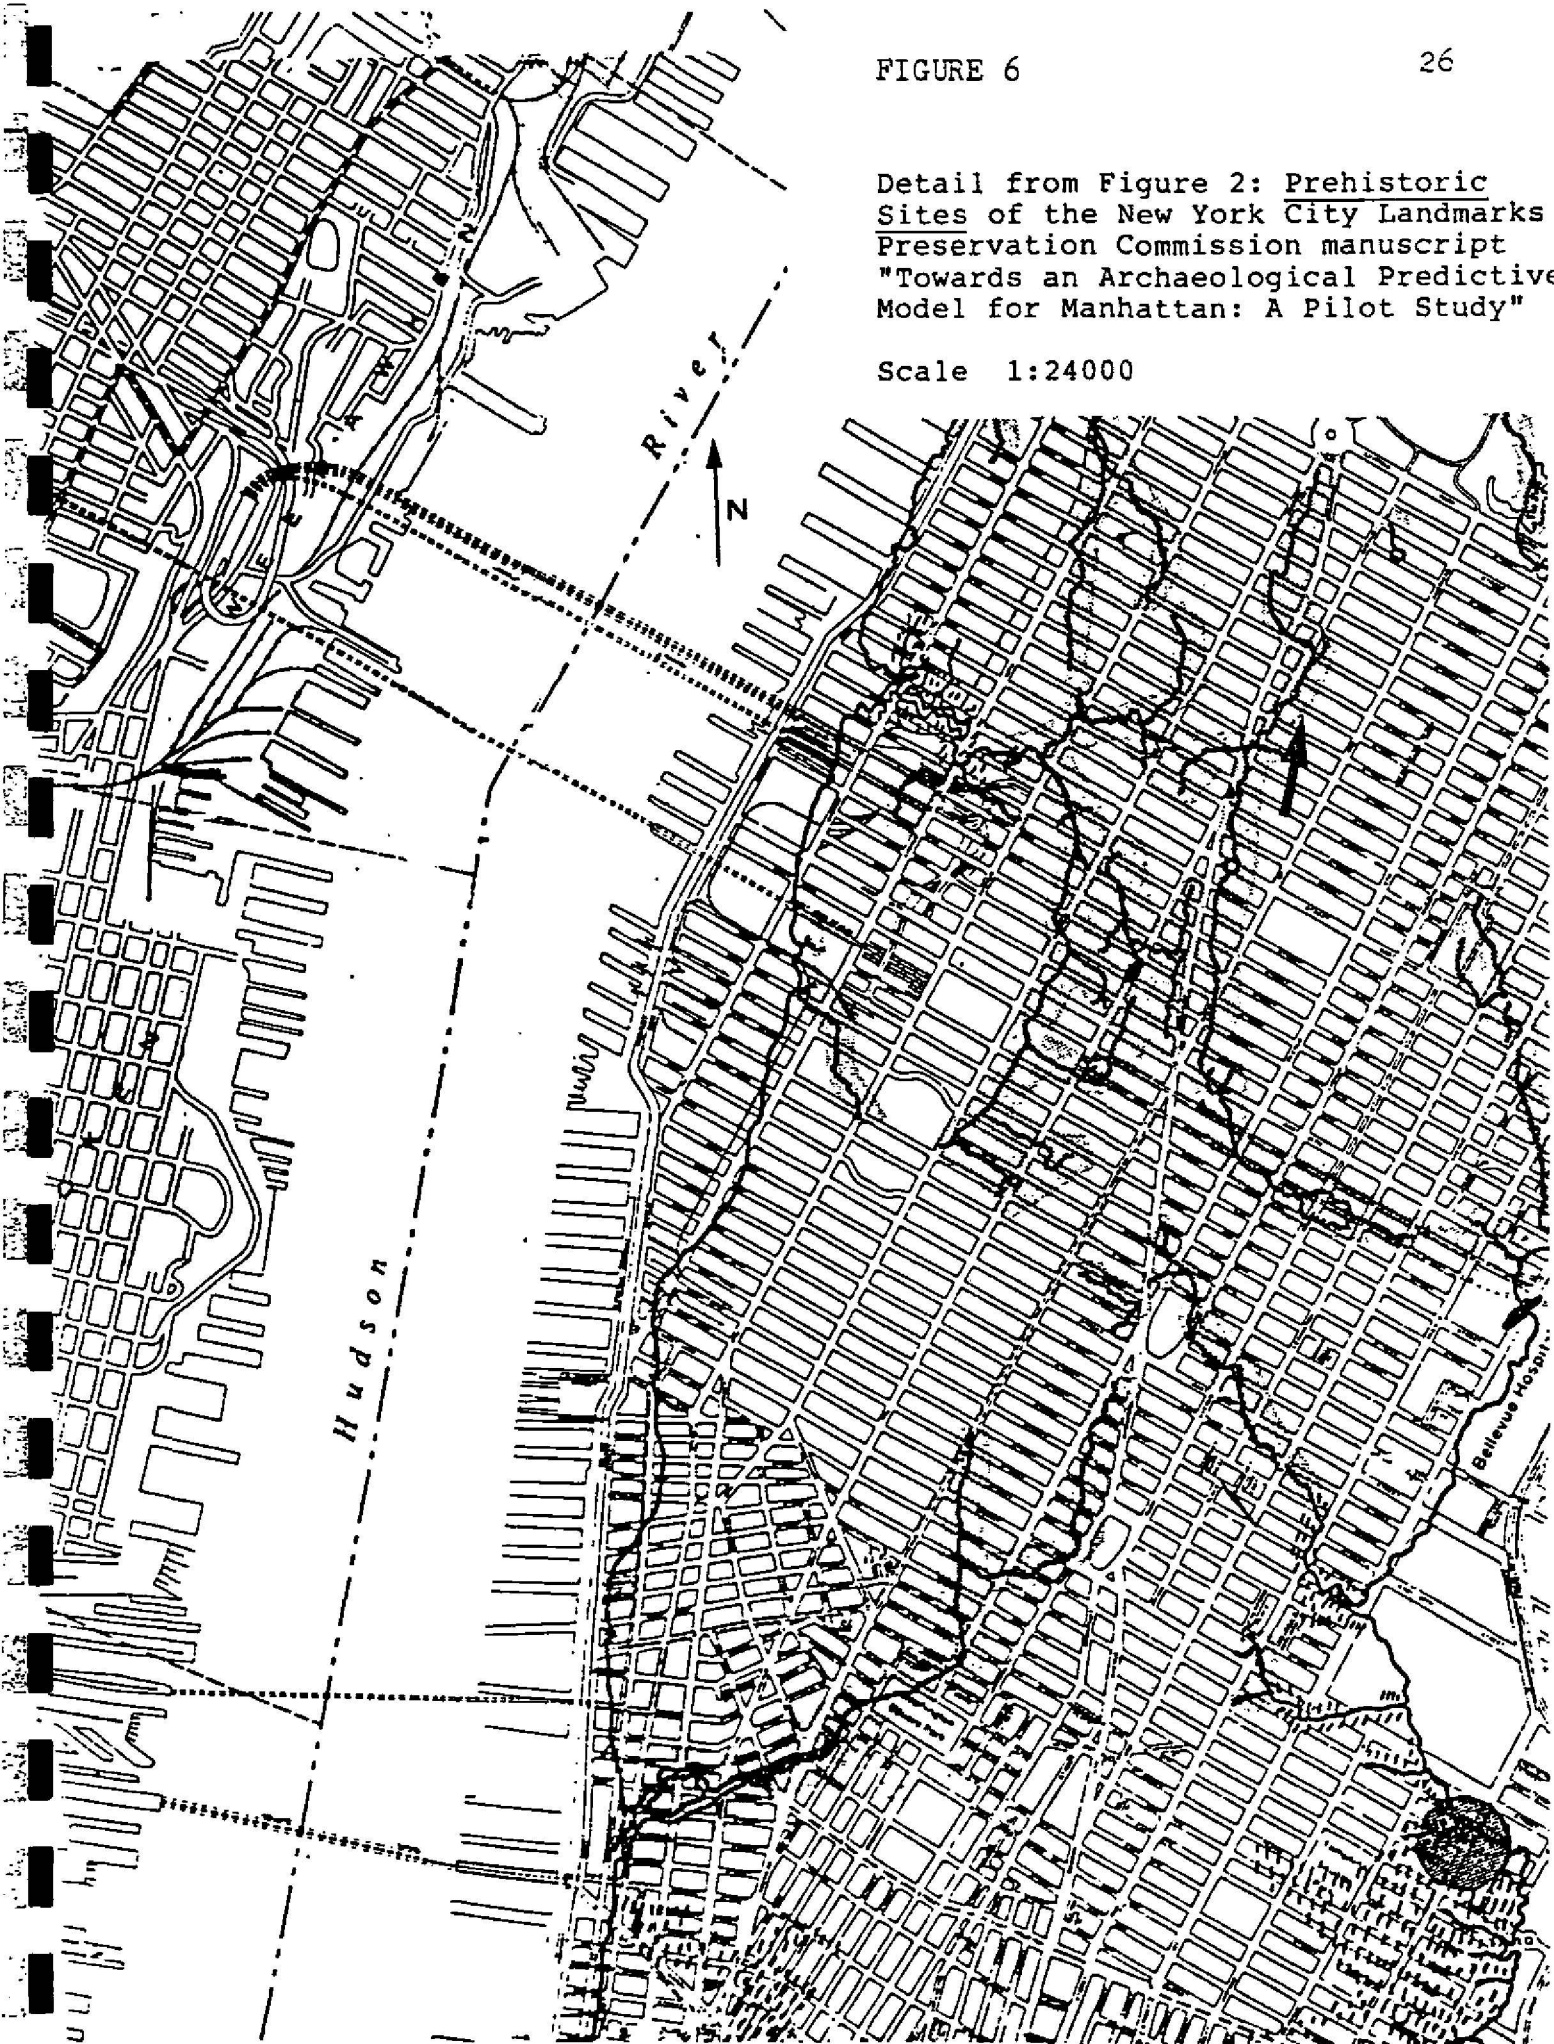 FIGURE 6
26
Detail from Figure 2: Prehistoric
Sites of the New York City Landmarks
Preservation Commission manuscript
"Towards an Archaeological Predictive
Model for Manhattan: A Pilot Study"
Scale 1:24000
River
N
WEEHAWKEN
Hudson
Bellevue